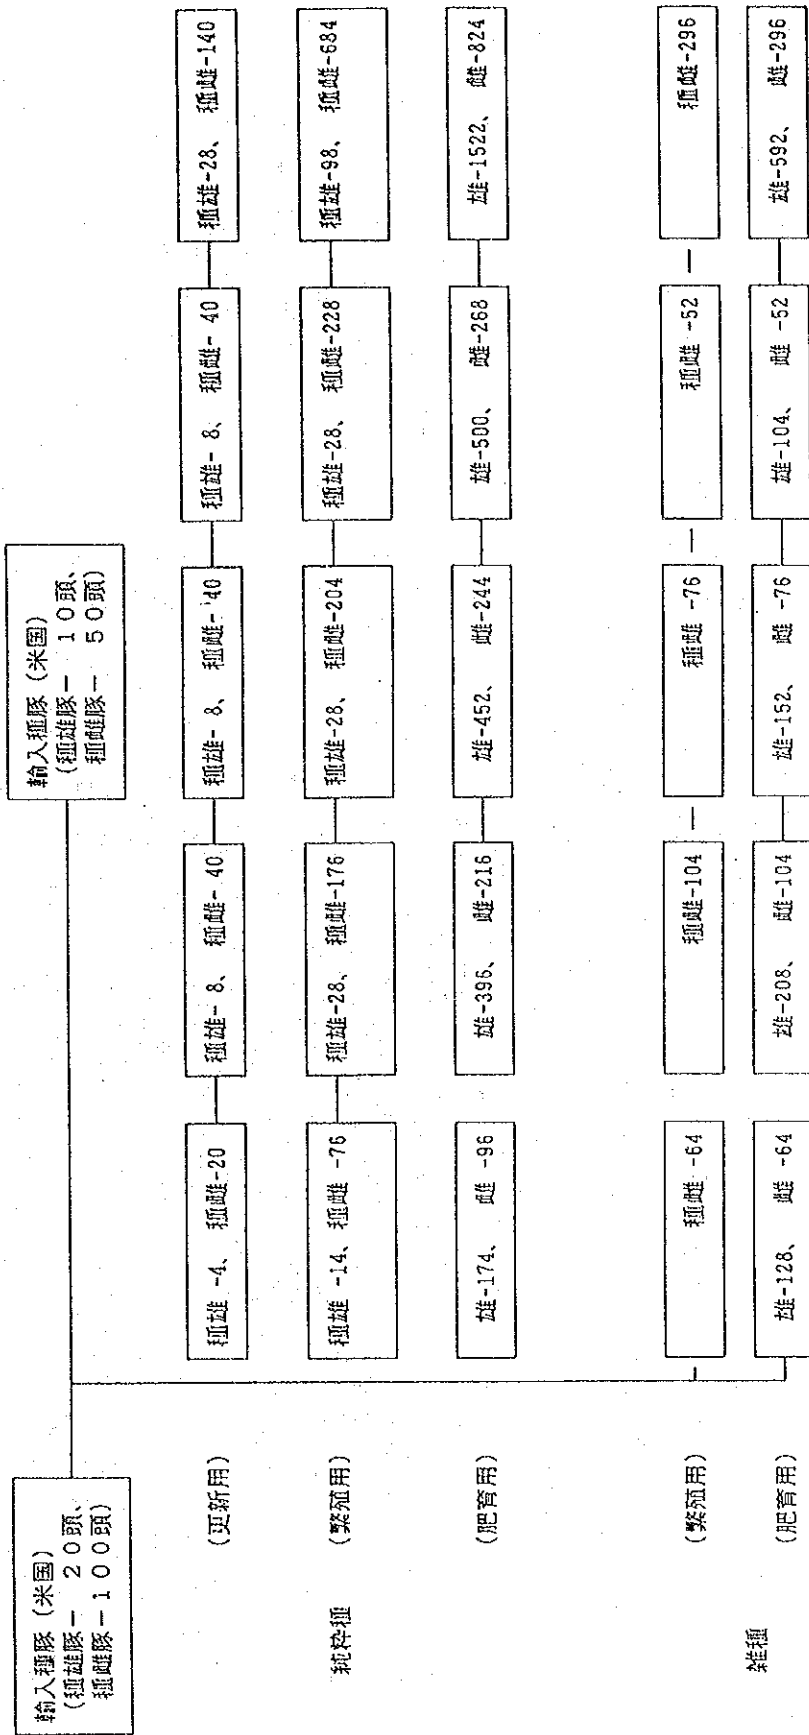 輸入種豚(米国)
(種雄豚－ 20頭、
種雌豚－100頭)
輸入種豚(米国)
(種雄豚－ 10頭、
種雌豚－ 50頭)
純粋種
(更新用)
種雄 -4、 種雌-20
種雄- 8、 種雌- 40
種雄- 8、 種雌- 40
種雄- 8、 種雌- 40
種雄-28、 種雌-140
(繁殖用)
種雄 -14、種雌 -76
種雄-28、 種雌-176
種雄-28、 種雌-204
種雄-28、 種雌-228
種雄-98、 種雌-684
(肥育用)
雄-174、 雌 -96
雄-396、 雌-216
雄-452、 雌-244
雄-500、 雌-268
雄-1522、 雌-824
雑種
(繁殖用)
種雌 -64
種雌-104
種雌 -76
種雌 -52
種雌-296
(肥育用)
雄-128、 雌 -64
雄-208、 雌-104
雄-152、 雌 -76
雄-104、 雌 -52
雄-592、 雌-296